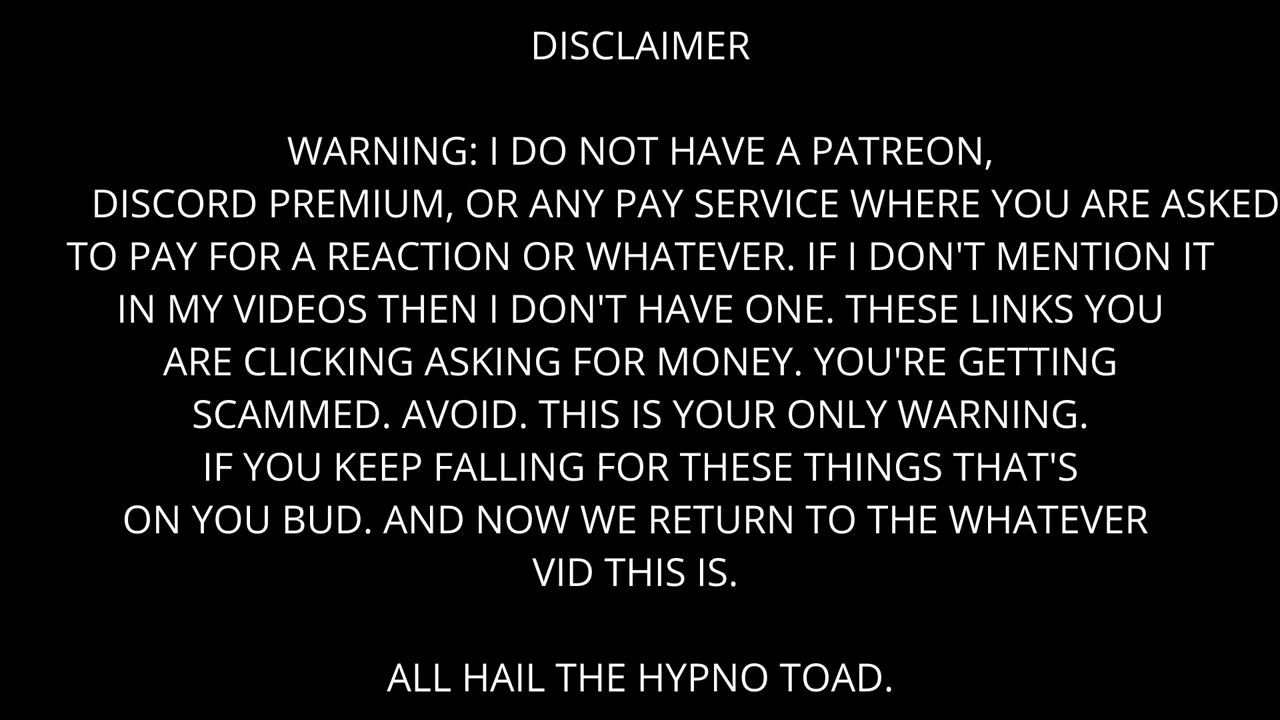 DISCLAIMER
WARNING: I DO NOT HAVE A PATREON,
DISCORD PREMIUM, OR ANY PAY SERVICE WHERE YOU ARE ASKED
TO PAY FOR A REACTION OR WHATEVER. IF I DON'T MENTION IT
IN MY VIDEOS THEN I DON'T HAVE ONE. THESE LINKS YOU
ARE CLICKING ASKING FOR MONEY. YOU'RE GETTING
SCAMMED. AVOID. THIS IS YOUR ONLY WARNING.
IF YOU KEEP FALLING FOR THESE THINGS THAT'S
ON YOU BUD. AND NOW WE RETURN TO THE WHATEVER
VID THIS IS.
ALL HAIL THE HYPNO TOAD.